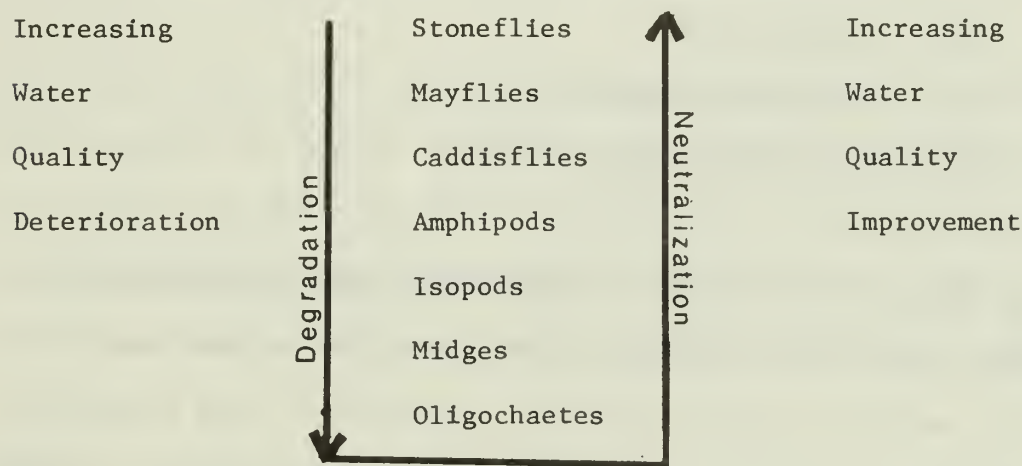 Increasing
Water
Quality
Deterioration
Degradation
Stoneflies
Mayflies
Caddisflies
Amphipods
Isopods
Midges
Oligochaetes
Neutralization
Increasing
Water
Quality
Improvement